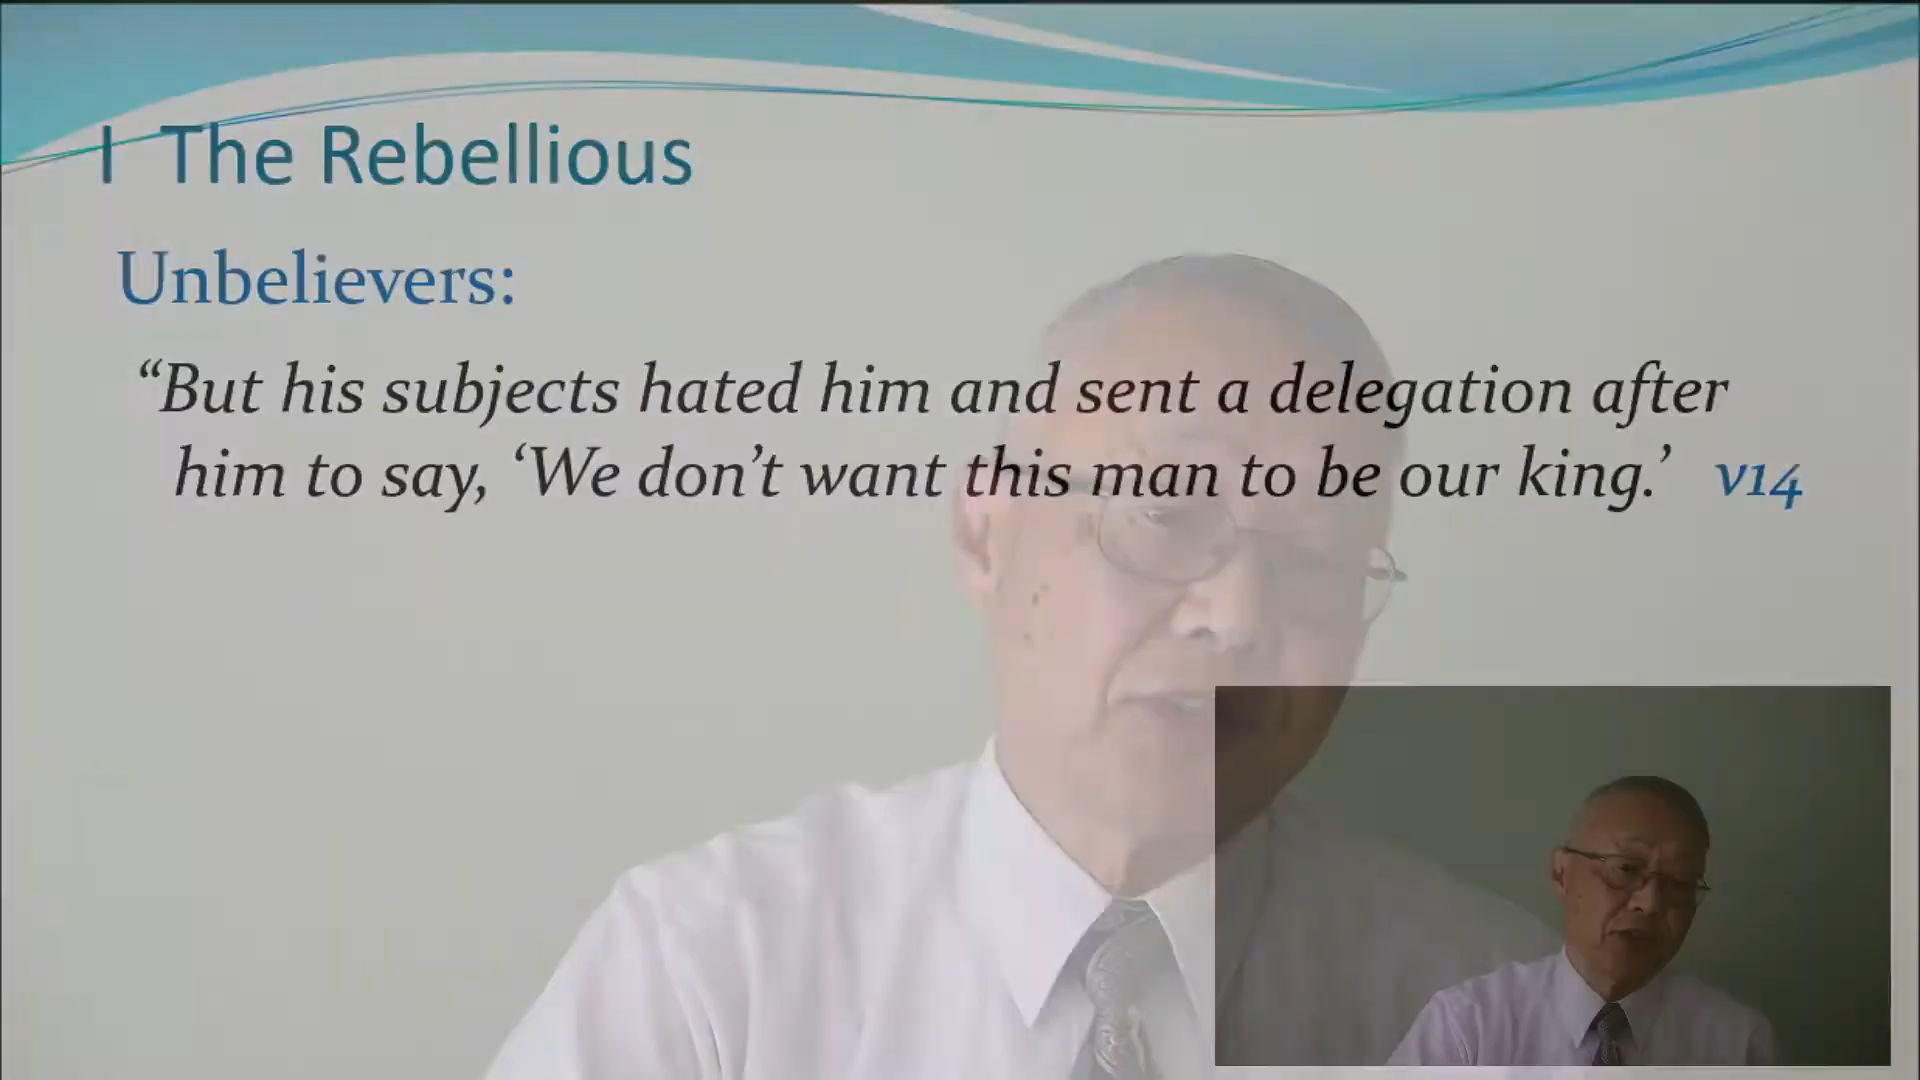 I The Rebellious
Unbelievers:
“But his subjects hated him and sent a delegation after
him to say, ‘We don’t want this man to be our king.’ v14